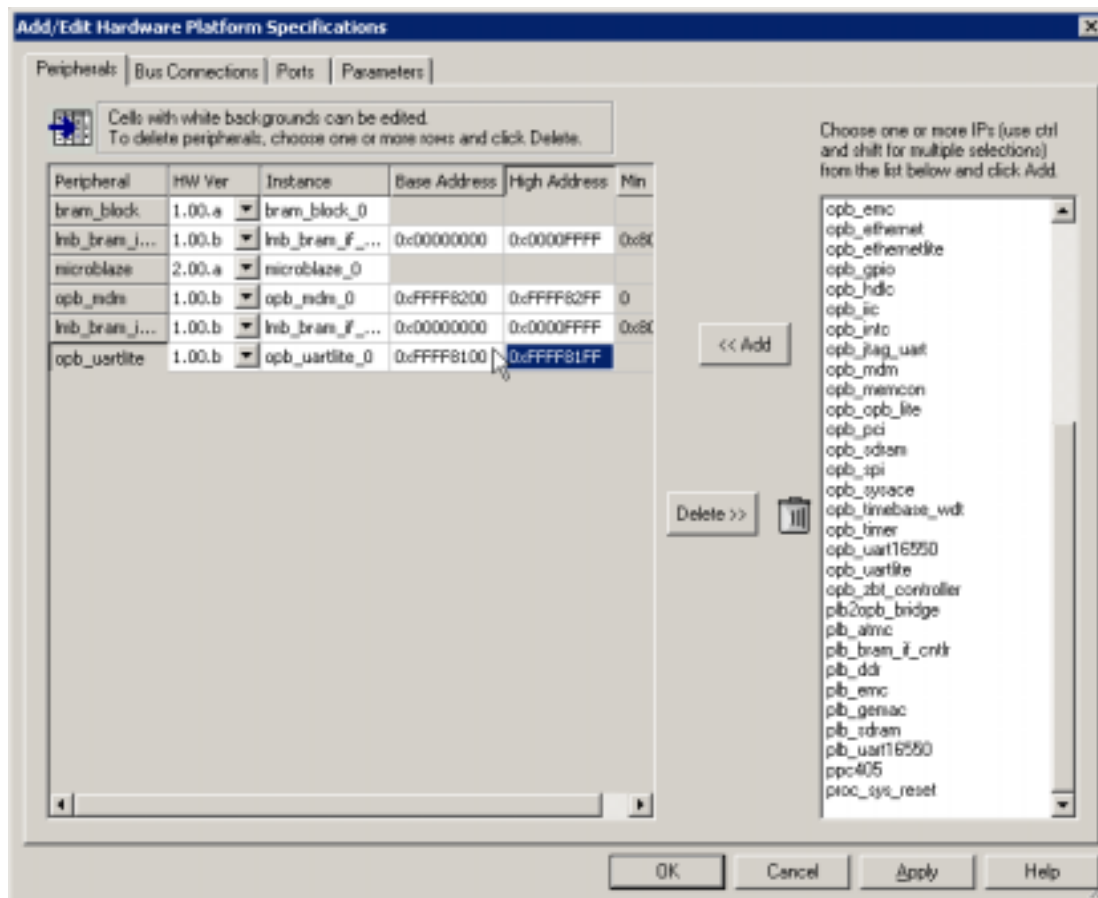 Add/Edit Hardware Platform Specifications
Peripherals Bus Connections Ports Parameters
Cells with white backgrounds can be edited.
To delete peripherals, choose one or more rows and click Delete.
Choose one or more IPs (use ctrl
and shift for multiple selections)
from the list below and click Add.
Peripheral HW Ver Instance Base Address High Address Min
bram_block 1.00.a bram_block_0
lmb_bram_i... 1.00.b lmb_bram_if_... 0x00000000 0x0000FFFF 0x80
microblaze 2.00.a microblaze_0
opb_mdm 1.00.b opb_mdm_0 0xFFFF8200 0xFFFF82FF 0
lmb_bram_i... 1.00.b lmb_bram_if_... 0x00000000 0x0000FFFF 0x80
opb_uartlite 1.00.b opb_uartlite_0 0xFFFF8100 0xFFFF81FF
<< Add
Delete >>
opb_emc
opb_ethernet
opb_ethernetlite
opb_gpio
opb_hdlc
opb_iic
opb_intc
opb_jtag_uart
opb_mdm
opb_memcon
opb_opb_lite
opb_pci
opb_sdram
opb_spi
opb_sysace
opb_timebase_wdt
opb_timer
opb_uart16550
opb_uartlite
opb_zbt_controller
plb2opb_bridge
plb_atmc
plb_bram_if_cntlr
plb_ddr
plb_emc
plb_gemac
plb_sdram
plb_uart16550
ppc405
proc_sys_reset
OK Cancel Apply Help